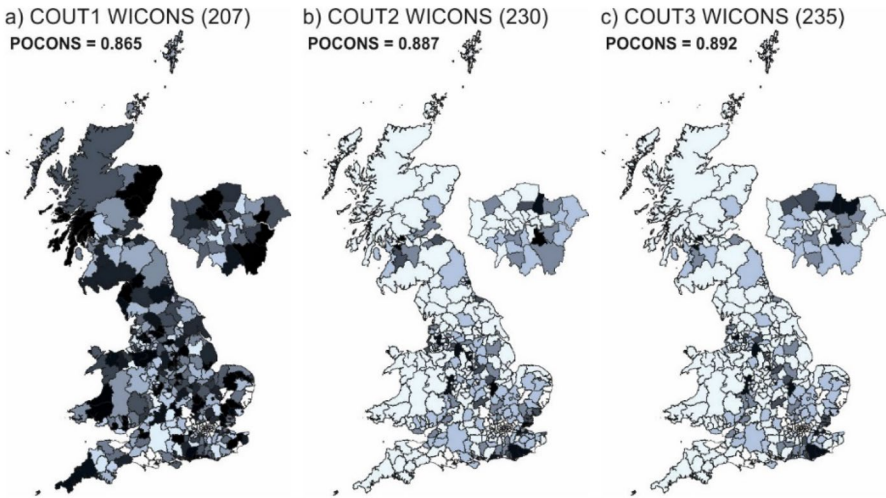 a) COUT1 WICONS (207)
POCONS = 0.865
b) COUT2 WICONS (230)
POCONS = 0.887
c) COUT3 WICONS (235)
POCONS = 0.892